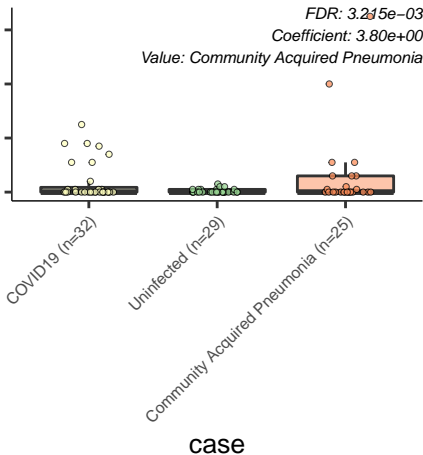 FDR: 3.215e−03
Coefficient: 3.80e+00
Value: Community Acquired Pneumonia
COVID19 (n=32)
Uninfected (n=29)
Community Acquired Pneumonia (n=25)
case